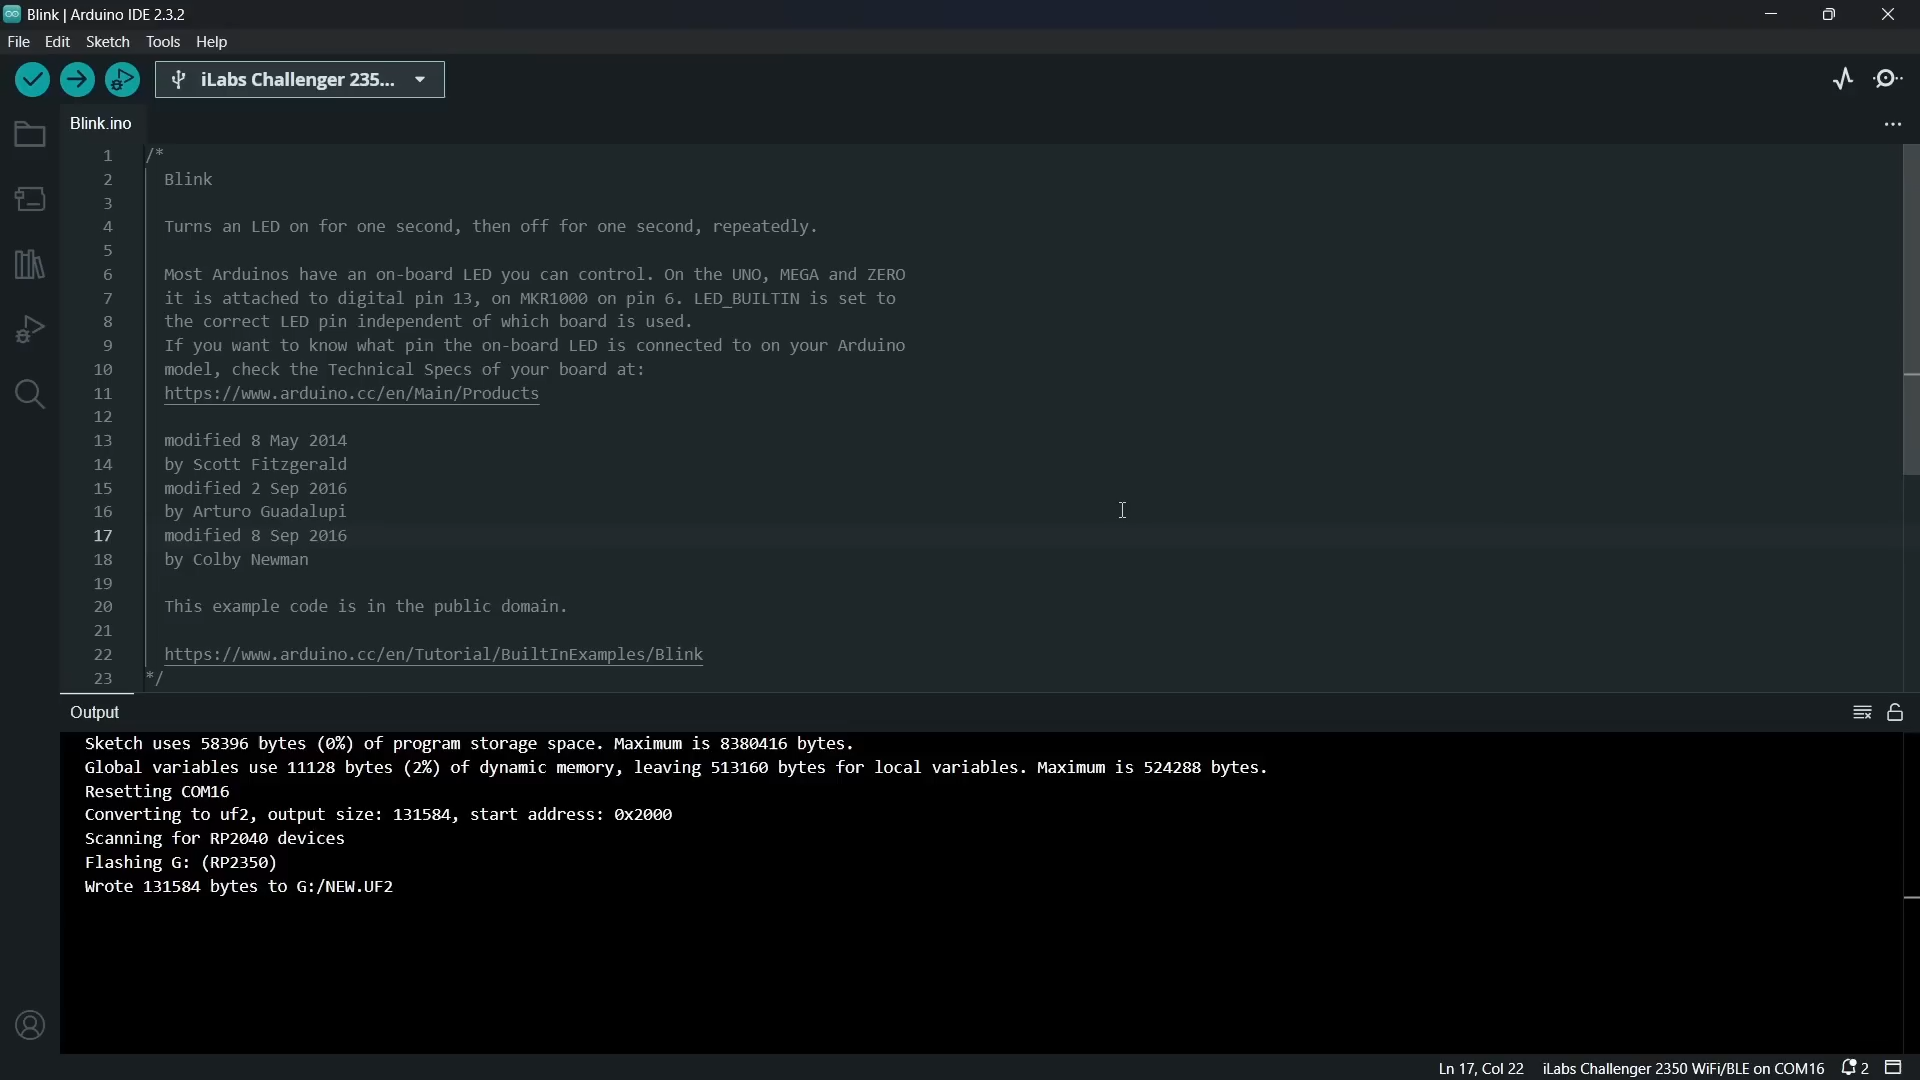 Blink | Arduino IDE 2.3.2
File Edit Sketch Tools Help
iLabs Challenger 235...
Blink.ino
1 /*
2 Blink
3
4 Turns an LED on for one second, then off for one second, repeatedly.
5
6 Most Arduinos have an on-board LED you can control. On the UNO, MEGA and ZERO
7 it is attached to digital pin 13, on MKR1000 on pin 6. LED_BUILTIN is set to
8 the correct LED pin independent of which board is used.
9 If you want to know what pin the on-board LED is connected to on your Arduino
10 model, check the Technical Specs of your board at:
11 https://www.arduino.cc/en/Main/Products
12
13 modified 8 May 2014
14 by Scott Fitzgerald
15 modified 2 Sep 2016
16 by Arturo Guadalupi
17 modified 8 Sep 2016
18 by Colby Newman
19
20 This example code is in the public domain.
21
22 https://www.arduino.cc/en/Tutorial/BuiltInExamples/Blink
23 */
Output
Sketch uses 58396 bytes (0%) of program storage space. Maximum is 8380416 bytes.
Global variables use 11128 bytes (2%) of dynamic memory, leaving 513160 bytes for local variables. Maximum is 524288 bytes.
Resetting COM16
Converting to uf2, output size: 131584, start address: 0x2000
Scanning for RP2040 devices
Flashing G: (RP2350)
Wrote 131584 bytes to G:/NEW.UF2
Ln 17, Col 22 iLabs Challenger 2350 WiFi/BLE on COM16 2